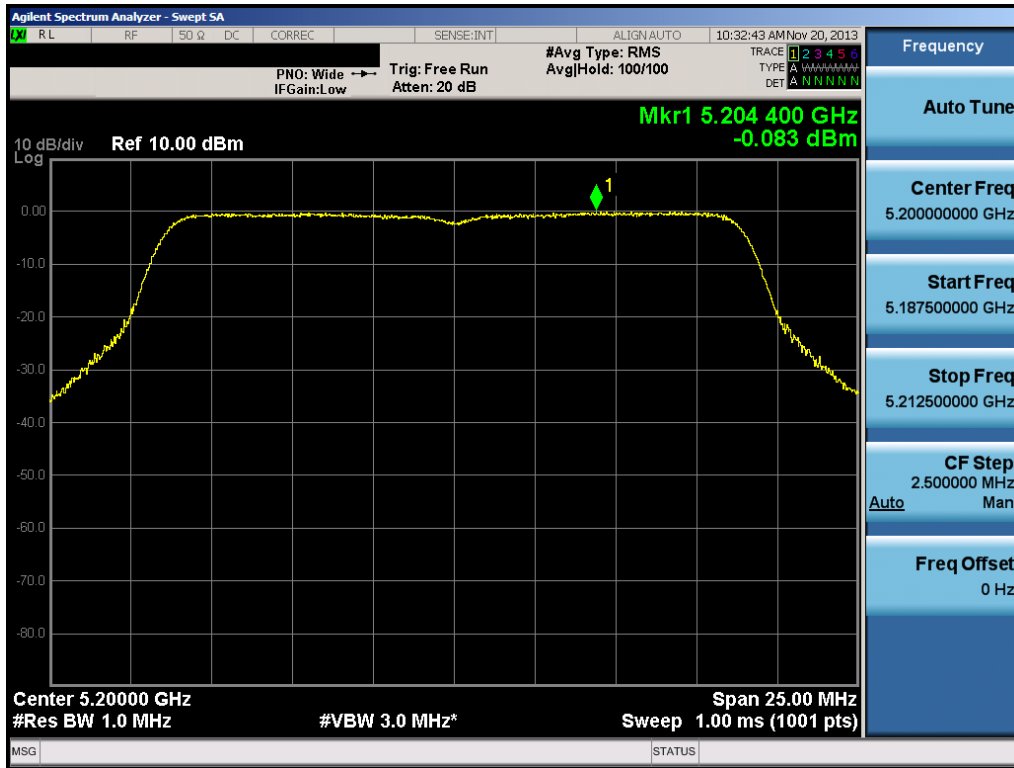 Agilent Spectrum Analyzer - Swept SA
LXI RL RF 50 Ω DC CORREC SENSE:INT ALIGN AUTO 10:32:43 AM Nov 20, 2013
PNO: Wide
IFGain:Low
Trig: Free Run
Atten: 20 dB
#Avg Type: RMS
Avg|Hold: 100/100
TRACE 1 2 3 4 5 6
TYPE A WWWWW
DET A N N N N N
Mkr1 5.204 400 GHz
-0.083 dBm
10 dB/div Ref 10.00 dBm
Log
1
0.00
-10.0
-20.0
-30.0
-40.0
-50.0
-60.0
-70.0
-80.0
Center 5.20000 GHz Span 25.00 MHz
#Res BW 1.0 MHz #VBW 3.0 MHz* Sweep 1.00 ms (1001 pts)
MSG STATUS
Frequency
Auto Tune
Center Freq
5.200000000 GHz
Start Freq
5.187500000 GHz
Stop Freq
5.212500000 GHz
CF Step
2.500000 MHz
Auto Man
Freq Offset
0 Hz